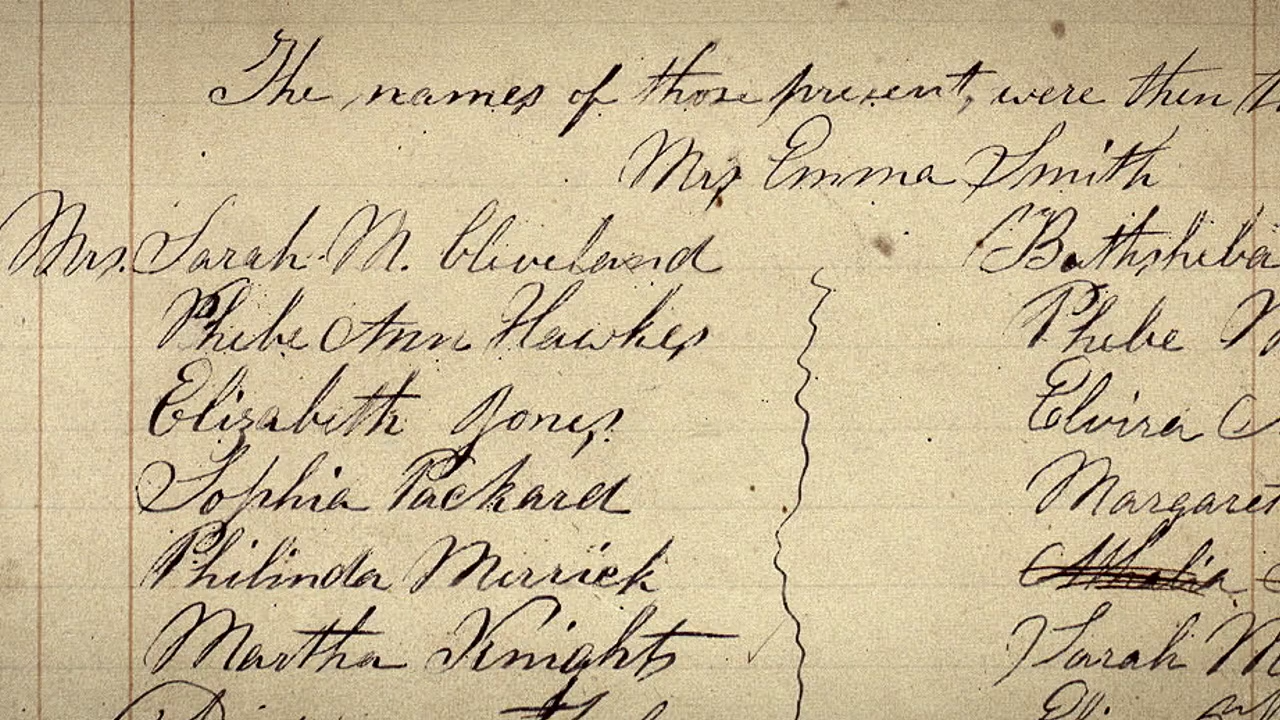 The names of those present, were then
Mrs Emma Smith
Mrs. Sarah M. Cleveland
Phebe Ann Hawkes
Elizabeth Jones
Sophia Packard
Philinda Merrick
Martha Knights
Bathsheba
Phebe
Elvira
Margaret
Athalia
Sarah M